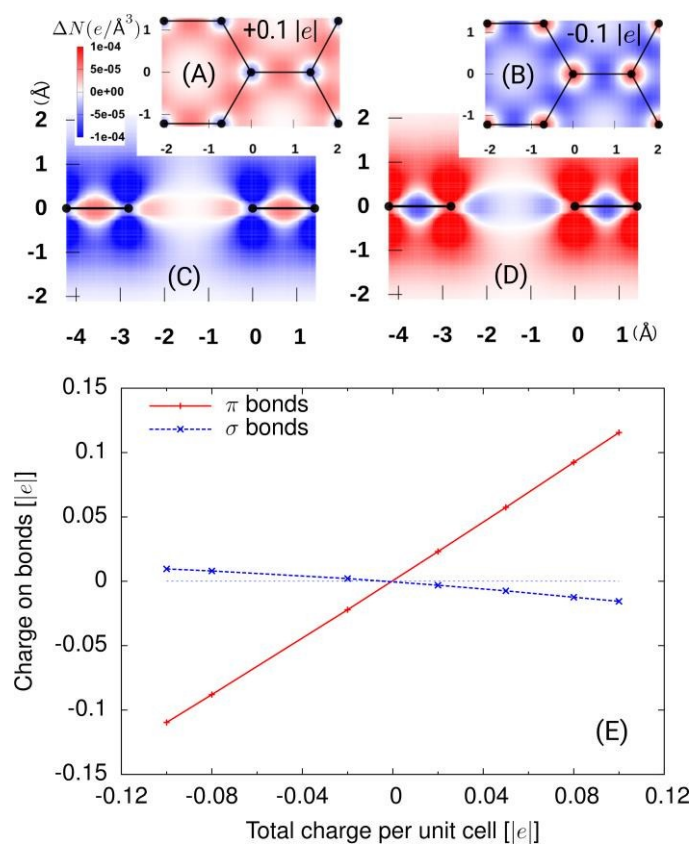 ΔN(e/Å³)
1e-04
5e-05
0e+00
-5e-05
-1e-04
(Å)
1
0
-1
(A)
+0.1 |e|
-2
-1
0
1
2
1
0
-1
(B)
-0.1 |e|
-2
-1
0
1
2
2
1
0
-1
-2
(C)
-4 -3 -2 -1 0 1
2
1
0
-1
-2
(D)
-4 -3 -2 -1 0 1 (Å)
0.15
0.1
0.05
0
-0.05
-0.1
-0.15
Charge on bonds [|e|]
π bonds
σ bonds
(E)
-0.12 -0.08 -0.04 0 0.04 0.08 0.12
Total charge per unit cell [|e|]